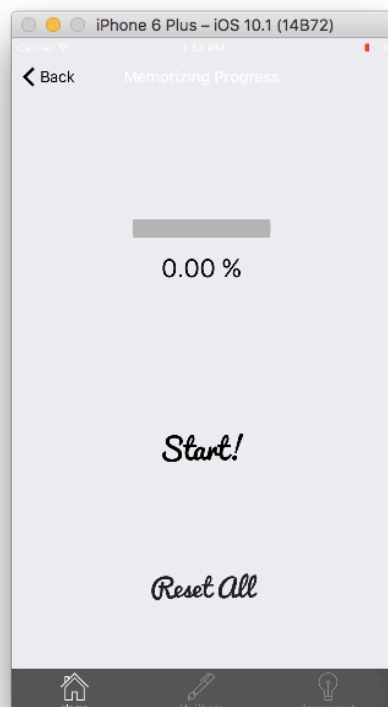 iPhone 6 Plus – iOS 10.1 (14B72)
Carrier 1:33 PM
Back Memorizing Progress
0.00 %
Start!
Reset All